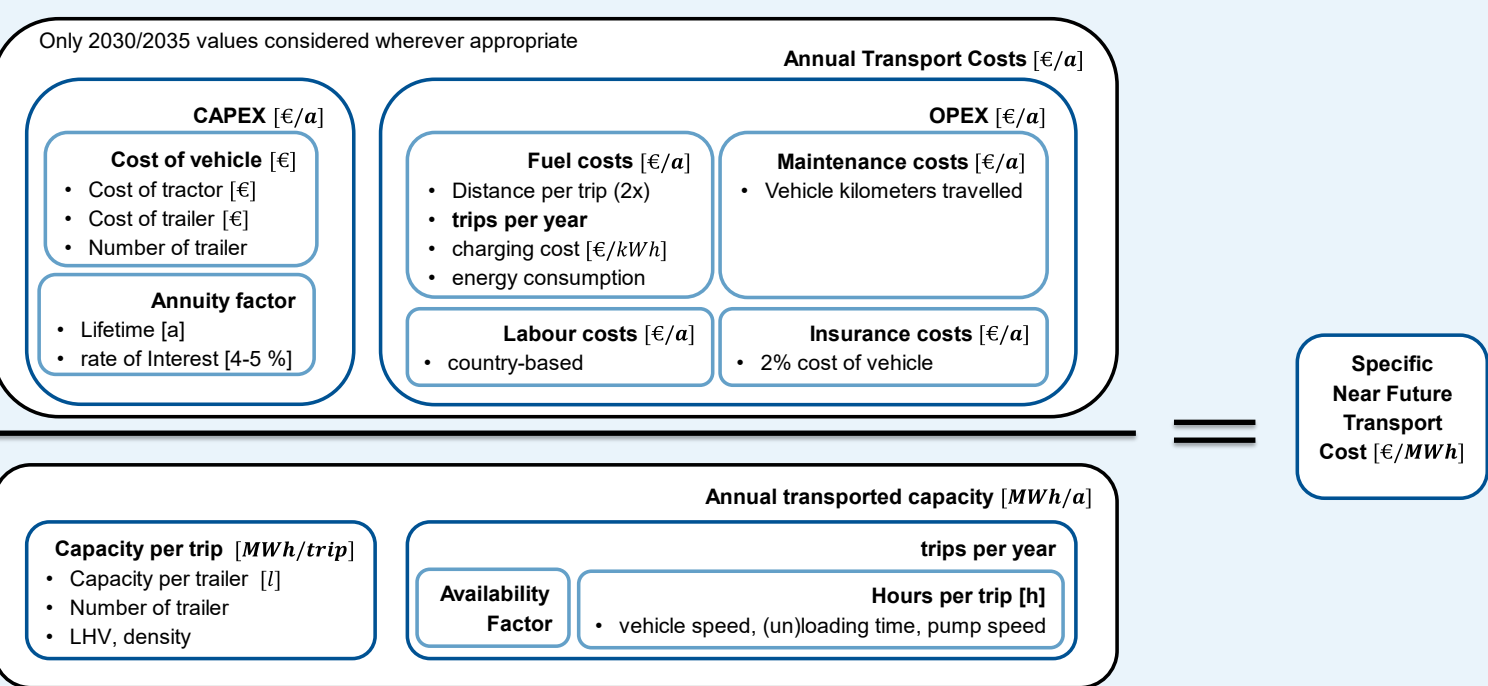 Only 2030/2035 values considered wherever appropriate
Annual Transport Costs [€/a]
CAPEX [€/a]
Cost of vehicle [€]
• Cost of tractor [€]
• Cost of trailer [€]
• Number of trailer
Annuity factor
• Lifetime [a]
• rate of Interest [4-5 %]
OPEX [€/a]
Fuel costs [€/a]
• Distance per trip (2x)
• trips per year
• charging cost [€/kWh]
• energy consumption
Maintenance costs [€/a]
• Vehicle kilometers travelled
Labour costs [€/a]
• country-based
Insurance costs [€/a]
• 2% cost of vehicle
Annual transported capacity [MWh/a]
Capacity per trip [MWh/trip]
• Capacity per trailer [l]
• Number of trailer
• LHV, density
trips per year
Availability
Factor
Hours per trip [h]
• vehicle speed, (un)loading time, pump speed
=
Specific
Near Future
Transport
Cost [€/MWh]